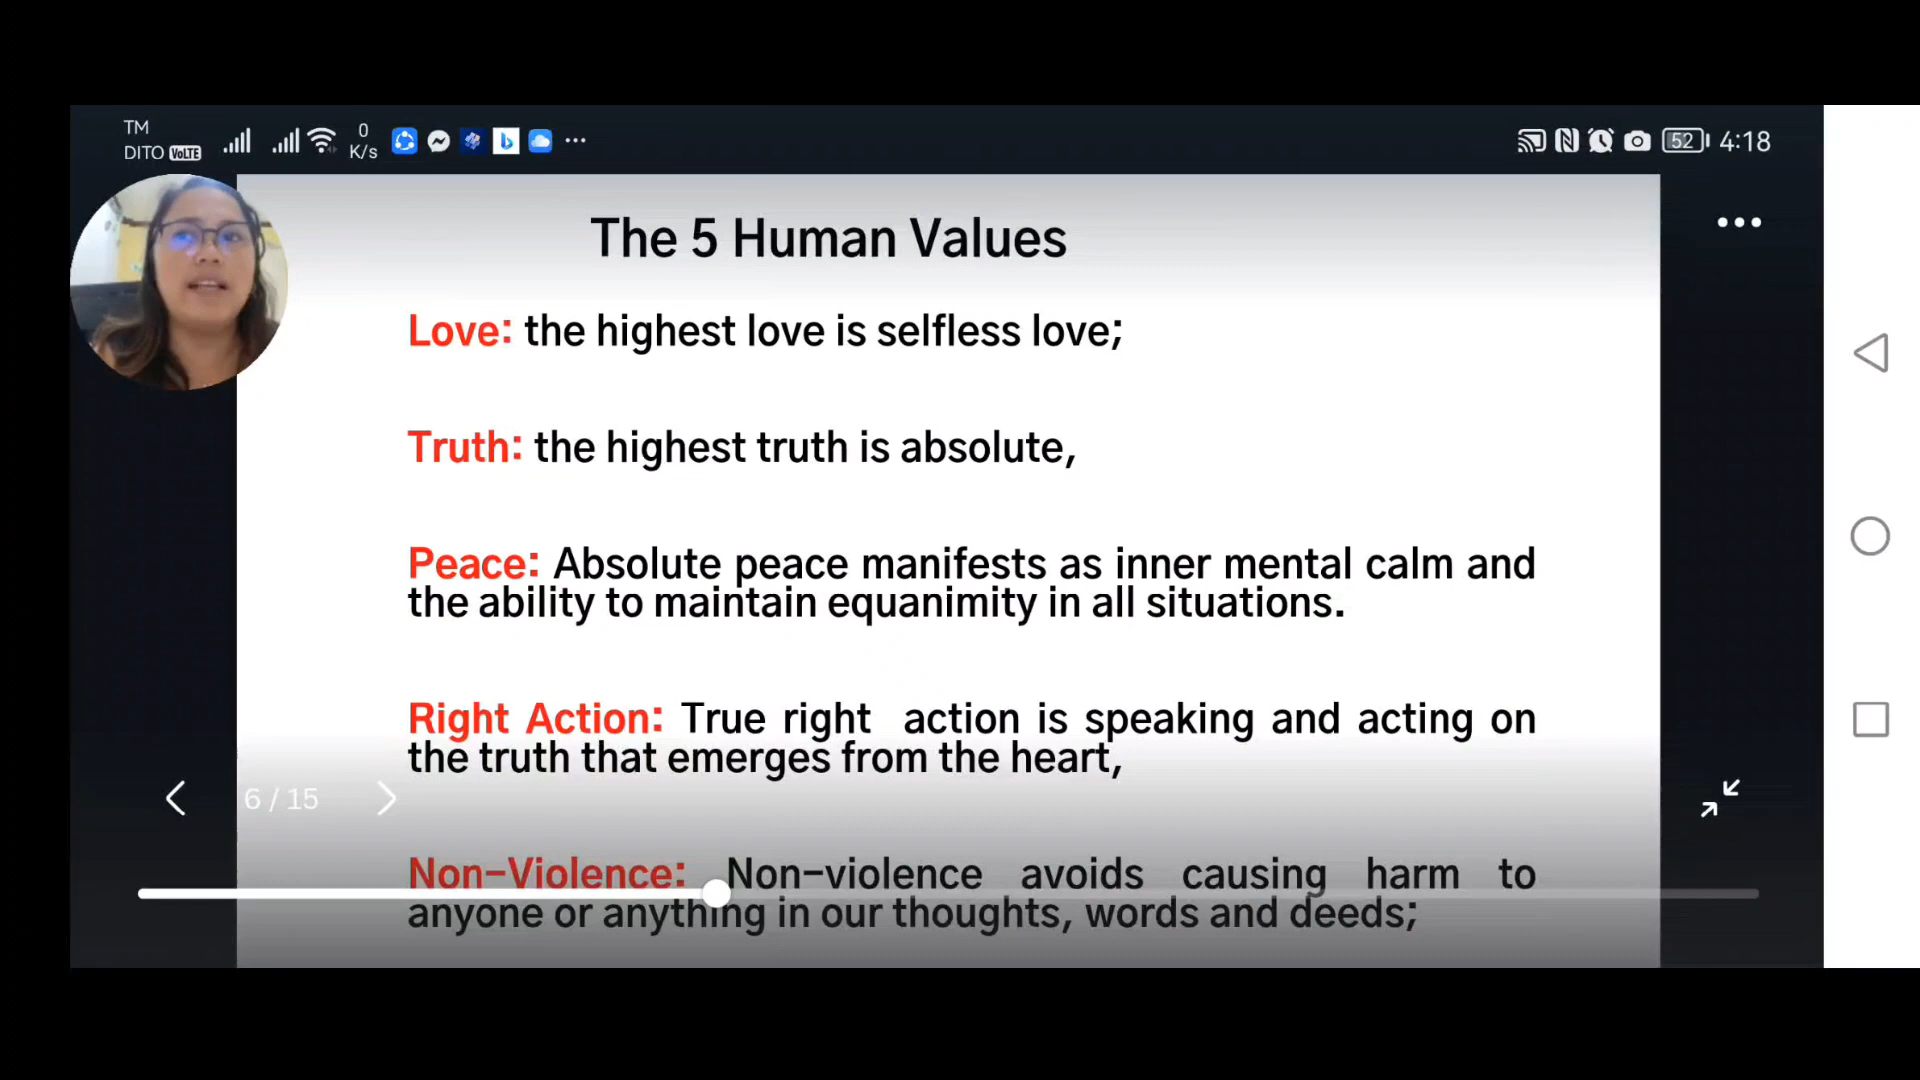 TM
DITO VoLTE
0
K/s
52 4:18
The 5 Human Values
Love: the highest love is selfless love;
Truth: the highest truth is absolute,
Peace: Absolute peace manifests as inner mental calm and
the ability to maintain equanimity in all situations.
Right Action: True right action is speaking and acting on
the truth that emerges from the heart,
6 / 15
Non-Violence: Non-violence avoids causing harm to
anyone or anything in our thoughts, words and deeds;